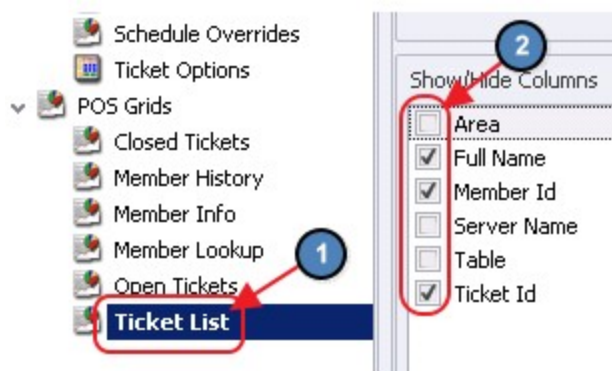 Schedule Overrides
Ticket Options
POS Grids
Closed Tickets
Member History
Member Info
Member Lookup
Open Tickets
Ticket List
1
2
Show/Hide Columns
Area
Full Name
Member Id
Server Name
Table
Ticket Id